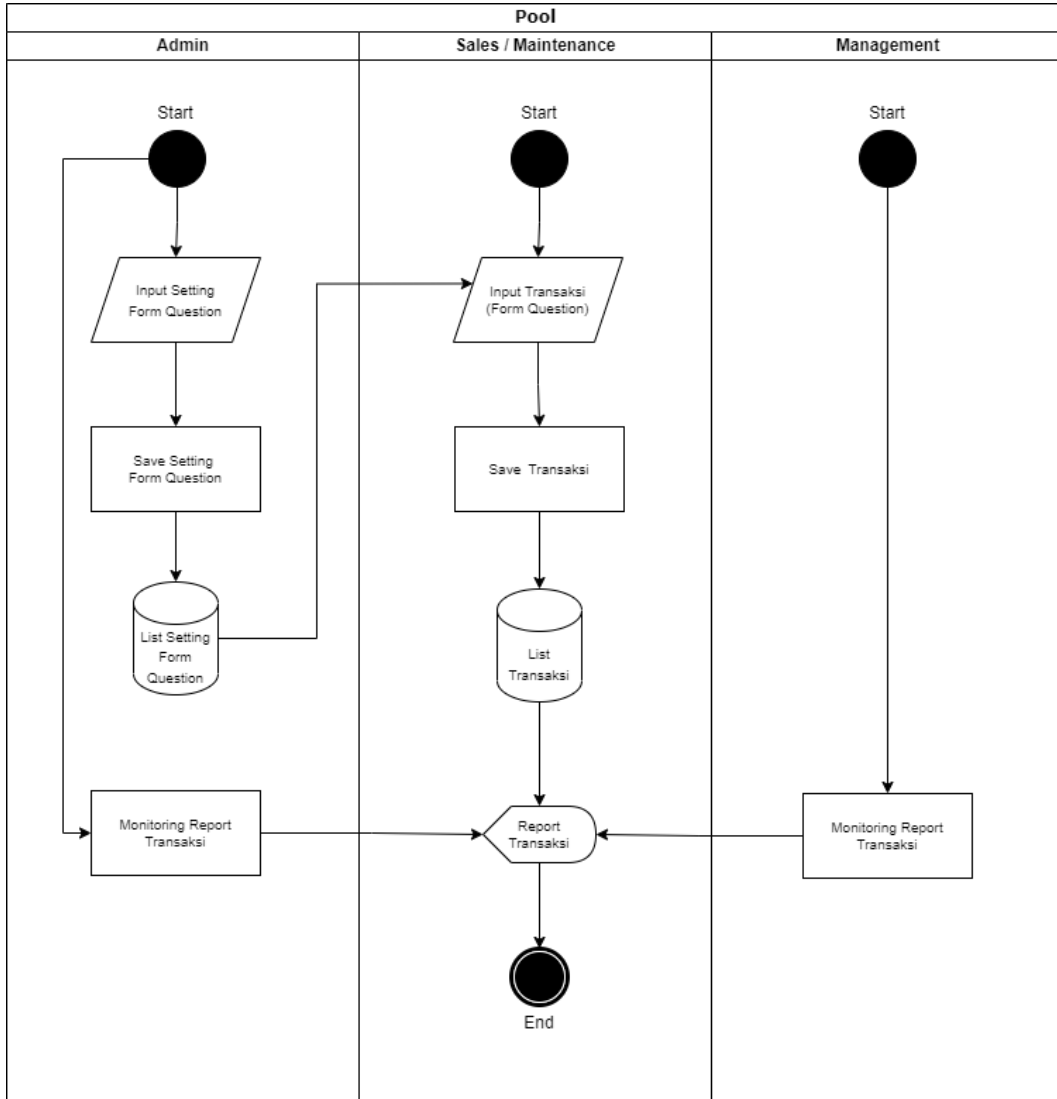 Pool
Admin
Sales / Maintenance
Management
Start
Start
Start
Input Setting
Form Question
Input Transaksi
(Form Question)
Save Setting
Form Question
Save Transaksi
List Setting
Form
Question
List
Transaksi
Monitoring Report
Transaksi
Report
Transaksi
Monitoring Report
Transaksi
End